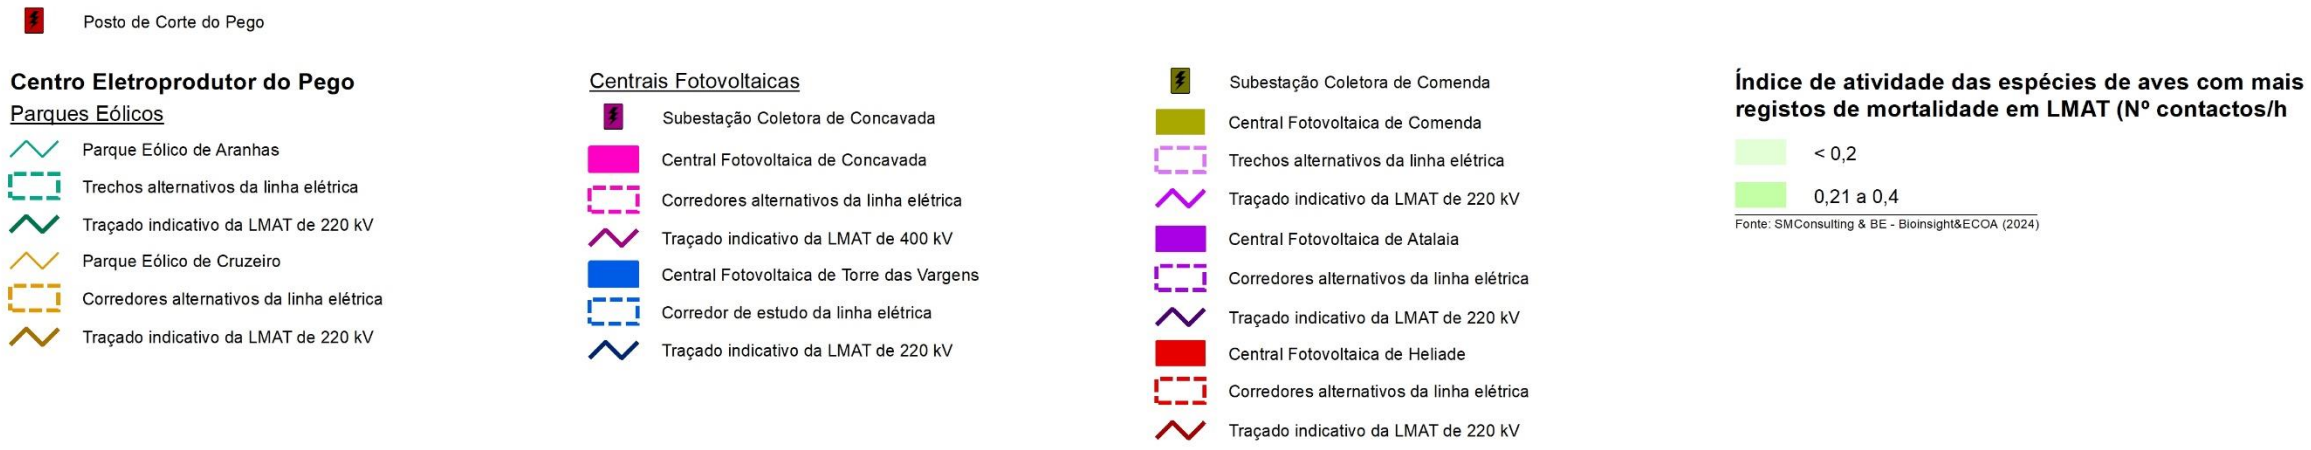 Posto de Corte do Pego
Centro Eletroprodutor do Pego
Parques Eólicos
Parque Eólico de Aranhas
Trechos alternativos da linha elétrica
Traçado indicativo da LMAT de 220 kV
Parque Eólico de Cruzeiro
Corredores alternativos da linha elétrica
Traçado indicativo da LMAT de 220 kV
Centrais Fotovoltaicas
Subestação Coletora de Concavada
Central Fotovoltaica de Concavada
Corredores alternativos da linha elétrica
Traçado indicativo da LMAT de 400 kV
Central Fotovoltaica de Torre das Vargens
Corredor de estudo da linha elétrica
Traçado indicativo da LMAT de 220 kV
Subestação Coletora de Comenda
Central Fotovoltaica de Comenda
Trechos alternativos da linha elétrica
Traçado indicativo da LMAT de 220 kV
Central Fotovoltaica de Atalaia
Corredores alternativos da linha elétrica
Traçado indicativo da LMAT de 220 kV
Central Fotovoltaica de Heliade
Corredores alternativos da linha elétrica
Traçado indicativo da LMAT de 220 kV
Índice de atividade das espécies de aves com mais
registos de mortalidade em LMAT (Nº contactos/h
< 0,2
0,21 a 0,4
Fonte: SMConsulting & BE - Bioinsight&ECOA (2024)